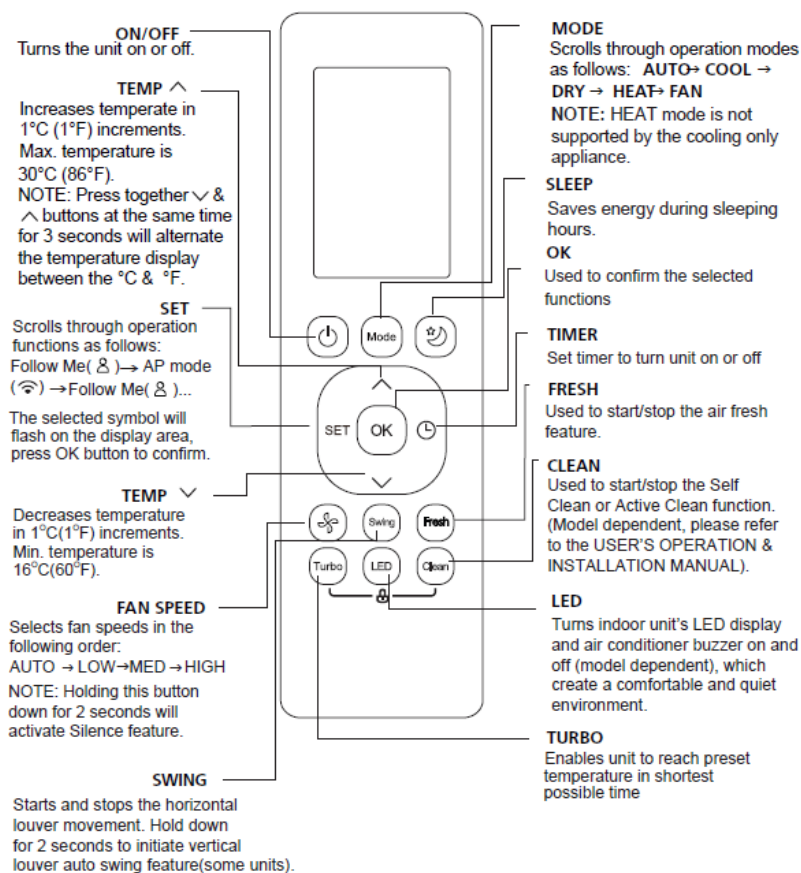 ON/OFF
Turns the unit on or off.
TEMP ∧
Increases temperate in
1°C (1°F) increments.
Max. temperature is
30°C (86°F).
NOTE: Press together ∨ &
∧ buttons at the same time
for 3 seconds will alternate
the temperature display
between the °C & °F.
SET
Scrolls through operation
functions as follows:
Follow Me( )→ AP mode
( ) →Follow Me( )...
The selected symbol will
flash on the display area,
press OK button to confirm.
TEMP ∨
Decreases temperature
in 1°C(1°F) increments.
Min. temperature is
16°C(60°F).
FAN SPEED
Selects fan speeds in the
following order:
AUTO → LOW→MED →HIGH
NOTE: Holding this button
down for 2 seconds will
activate Silence feature.
SWING
Starts and stops the horizontal
louver movement. Hold down
for 2 seconds to initiate vertical
louver auto swing feature(some units).
Mode
SET
OK
Swing
Fresh
Turbo
LED
Clean
MODE
Scrolls through operation modes
as follows: AUTO→ COOL →
DRY → HEAT→ FAN
NOTE: HEAT mode is not
supported by the cooling only
appliance.
SLEEP
Saves energy during sleeping
hours.
OK
Used to confirm the selected
functions
TIMER
Set timer to turn unit on or off
FRESH
Used to start/stop the air fresh
feature.
CLEAN
Used to start/stop the Self
Clean or Active Clean function.
(Model dependent, please refer
to the USER'S OPERATION &
INSTALLATION MANUAL).
LED
Turns indoor unit's LED display
and air conditioner buzzer on and
off (model dependent), which
create a comfortable and quiet
environment.
TURBO
Enables unit to reach preset
temperature in shortest
possible time